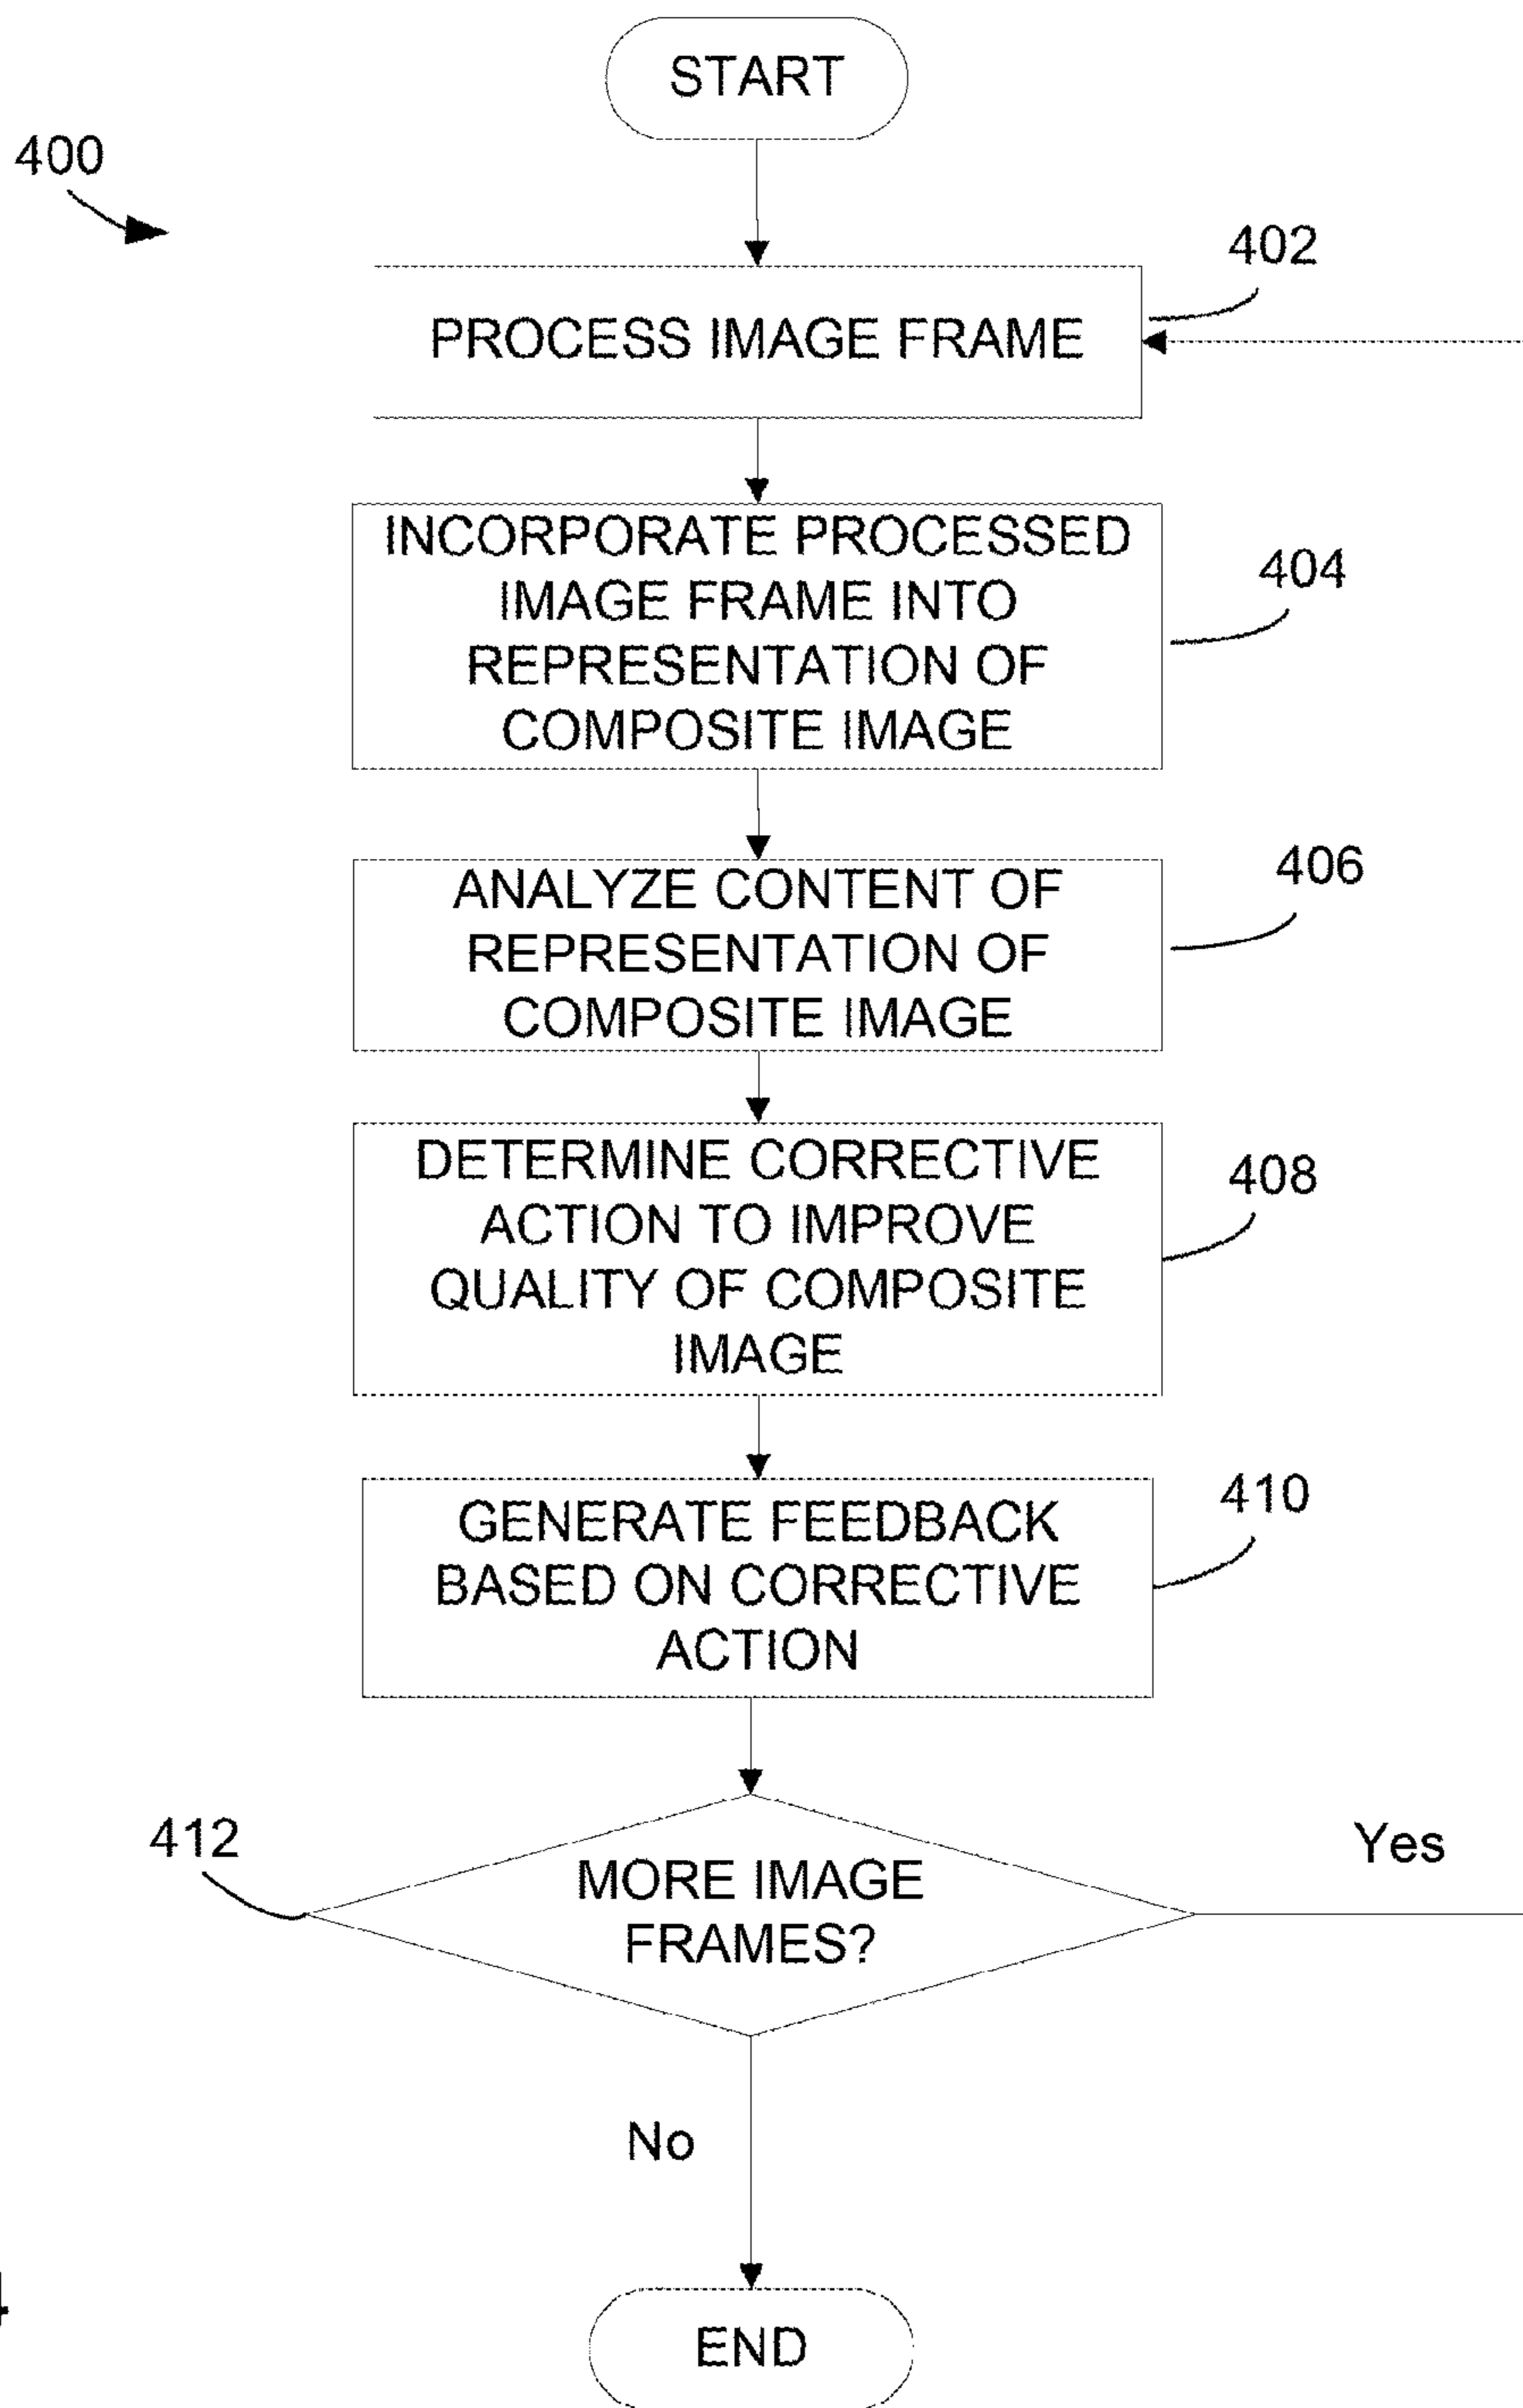 START
400
402
PROCESS IMAGE FRAME
INCORPORATE PROCESSED
IMAGE FRAME INTO
REPRESENTATION OF
COMPOSITE IMAGE
404
ANALYZE CONTENT OF
REPRESENTATION OF
COMPOSITE IMAGE
406
DETERMINE CORRECTIVE
ACTION TO IMPROVE
QUALITY OF COMPOSITE
IMAGE
408
GENERATE FEEDBACK
BASED ON CORRECTIVE
ACTION
410
412
MORE IMAGE
FRAMES?
Yes
No
END